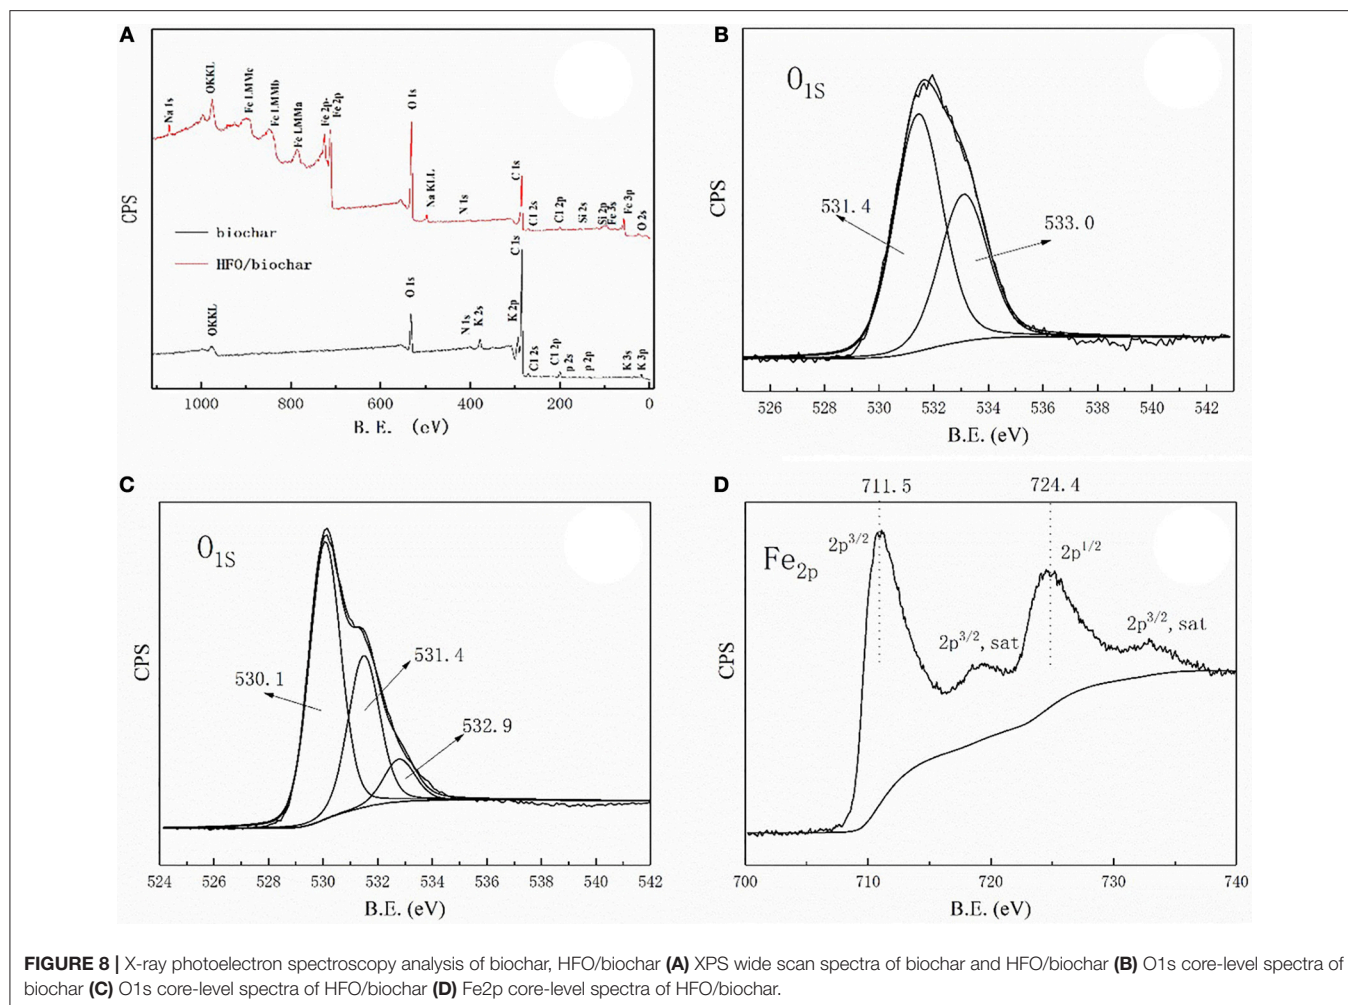 A
Na 1s
OKKL
Fe LMMc
Fe LMMb
Fe LMMa
Fe 2p-
Fe 2p
O 1s
Na KLL
N 1s
C 1s
Cl 2s
Cl 2p
Si 2s
Si 2p
Fe 3s
Fe 3p
O 2s
biochar
HFO/biochar
OKKL
O 1s
N 1s
K 2s
K 2p
C 1s
Cl 2s
Cl 2p
p 2s
p 2p
K 3s
K 3p
CPS
1000 800 600 400 200 0
B. E. (eV)
B
O1S
531.4
533.0
CPS
526 528 530 532 534 536 538 540 542
B.E. (eV)
C
O1S
530.1
531.4
532.9
CPS
524 526 528 530 532 534 536 538 540 542
B.E. (eV)
D
711.5 724.4
Fe2p
2p3/2
2p1/2
2p3/2, sat
2p3/2, sat
CPS
700 710 720 730 740
B.E. (eV)
FIGURE 8 | X-ray photoelectron spectroscopy analysis of biochar, HFO/biochar (A) XPS wide scan spectra of biochar and HFO/biochar (B) O1s core-level spectra of
biochar (C) O1s core-level spectra of HFO/biochar (D) Fe2p core-level spectra of HFO/biochar.